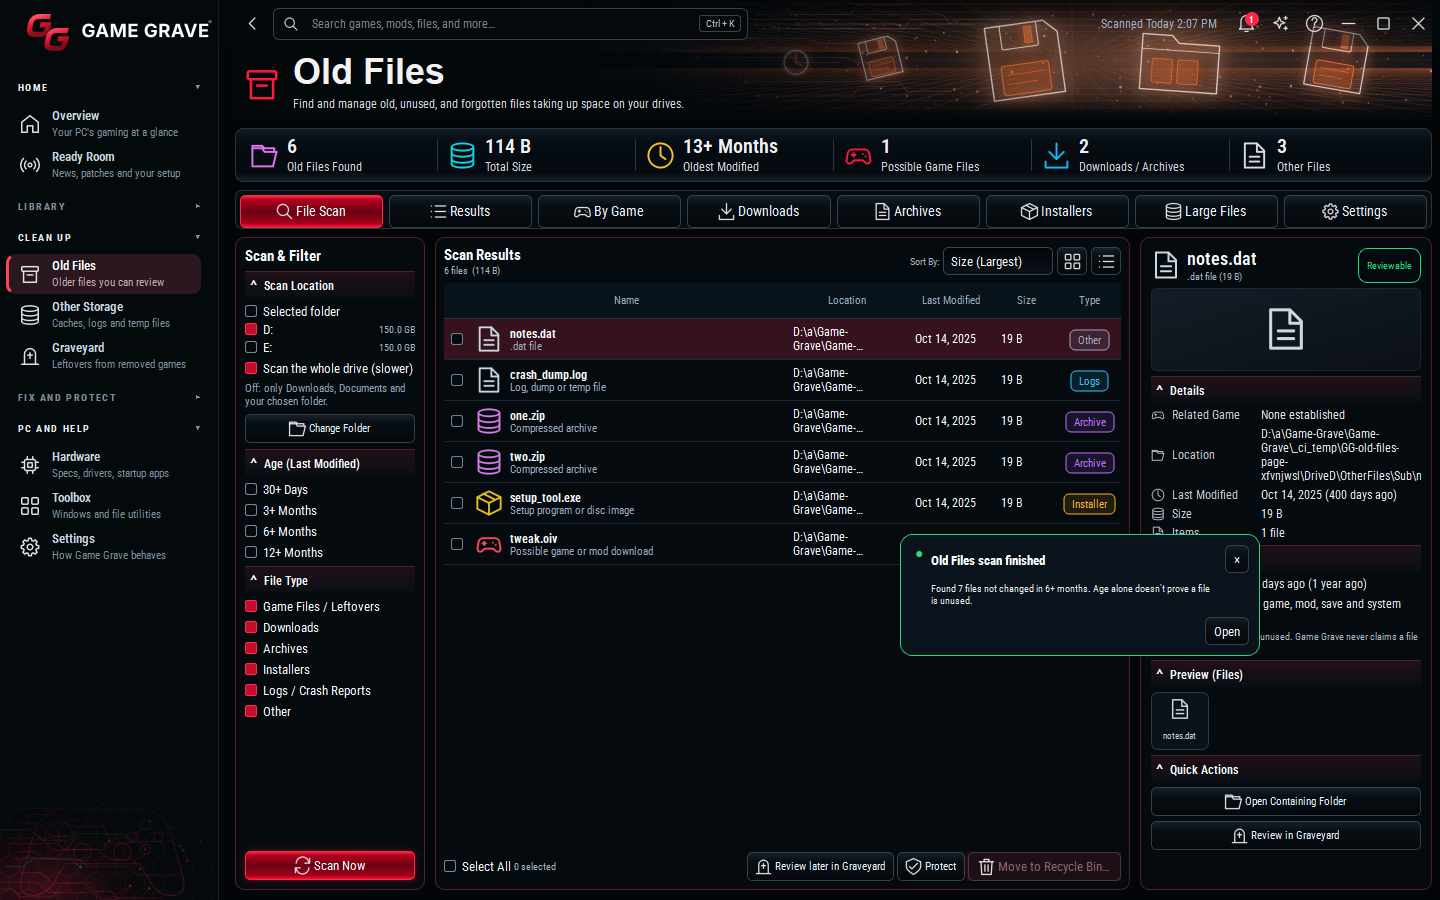 GAME GRAVE
Search games, mods, files, and more...
Ctrl + K
Scanned Today 2:07 PM
1
Old Files
Find and manage old, unused, and forgotten files taking up space on your drives.
HOME
Overview
Your PC's gaming at a glance
Ready Room
News, patches and your setup
LIBRARY
CLEAN UP
Old Files
Older files you can review
Other Storage
Caches, logs and temp files
Graveyard
Leftovers from removed games
FIX AND PROTECT
PC AND HELP
Hardware
Specs, drivers, startup apps
Toolbox
Windows and file utilities
Settings
How Game Grave behaves
6
Old Files Found
114 B
Total Size
13+ Months
Oldest Modified
1
Possible Game Files
2
Downloads / Archives
3
Other Files
File Scan
Results
By Game
Downloads
Archives
Installers
Large Files
Settings
Scan & Filter
Scan Location
Selected folder
D: 150.0 GB
E: 150.0 GB
Scan the whole drive (slower)
Off: only Downloads, Documents and
your chosen folder.
Change Folder
Age (Last Modified)
30+ Days
3+ Months
6+ Months
12+ Months
File Type
Game Files / Leftovers
Downloads
Archives
Installers
Logs / Crash Reports
Other
Scan Now
Scan Results
6 files (114 B)
Sort By: Size (Largest)
Name Location Last Modified Size Type
notes.dat
.dat file
D:\a\Game-
Grave\Game-...
Oct 14, 2025 19 B Other
crash_dump.log
Log, dump or temp file
D:\a\Game-
Grave\Game-...
Oct 14, 2025 19 B Logs
one.zip
Compressed archive
D:\a\Game-
Grave\Game-...
Oct 14, 2025 19 B Archive
two.zip
Compressed archive
D:\a\Game-
Grave\Game-...
Oct 14, 2025 19 B Archive
setup_tool.exe
Setup program or disc image
D:\a\Game-
Grave\Game-...
Oct 14, 2025 19 B Installer
tweak.oiv
Possible game or mod download
D:\a\Game-
Grave\Game-...
Select All 0 selected
Review later in Graveyard
Protect
Move to Recycle Bin...
notes.dat
.dat file (19 B)
Reviewable
Details
Related Game None established
Location
D:\a\Game-Grave\Game-
Grave\_ci_temp\GG-old-files-
page-
xfvnjwsl\DriveD\OtherFiles\Sub\n
Last Modified Oct 14, 2025 (400 days ago)
Size 19 B
Items 1 file
days ago (1 year ago)
game, mod, save and system
unused. Game Grave never claims a file
Old Files scan finished
x
Found 7 files not changed in 6+ months. Age alone doesn't prove a file
is unused.
Open
Preview (Files)
notes.dat
Quick Actions
Open Containing Folder
Review in Graveyard